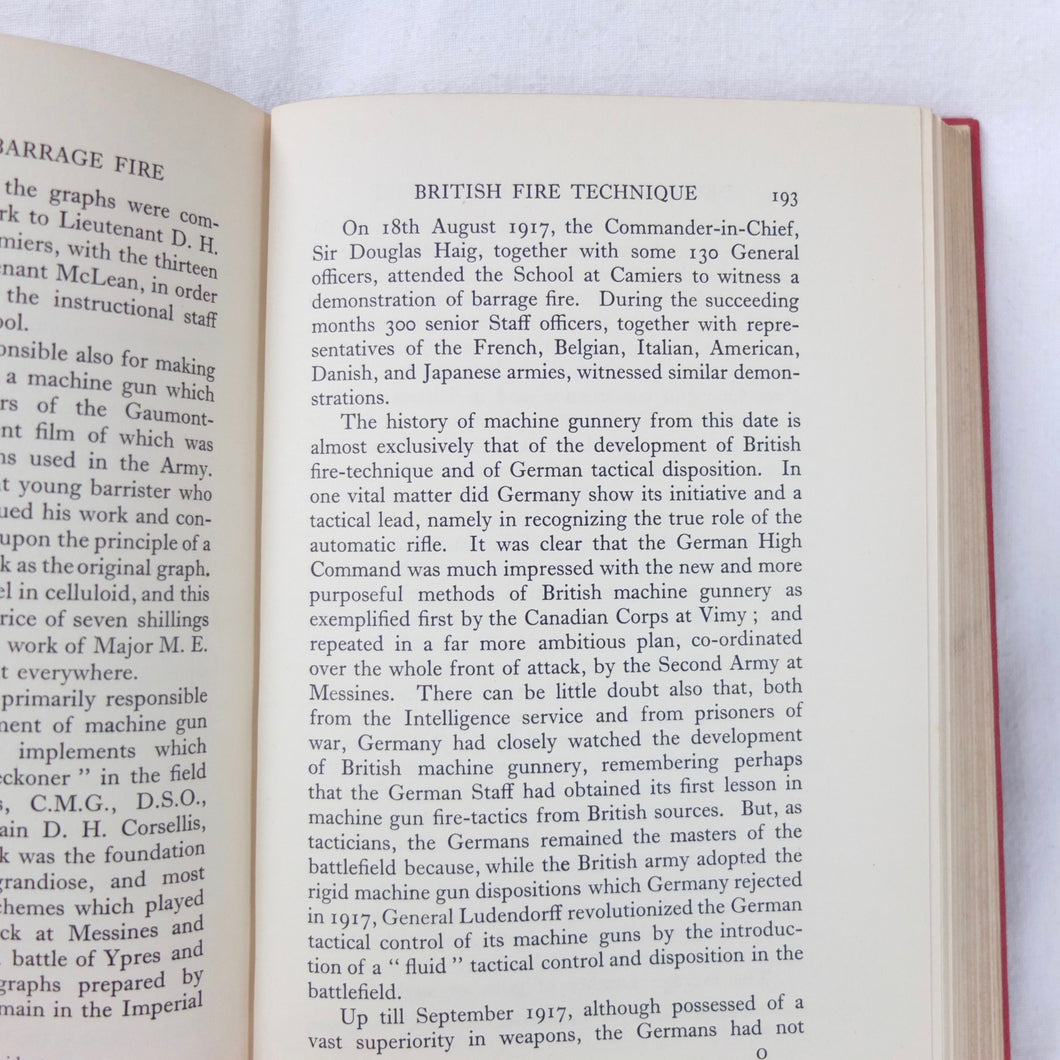 BARRAGE FIRE
the graphs were com-
rk to Lieutenant D. H.
miers, with the thirteen
enant McLean, in order
the instructional staff
ool.
onsible also for making
a machine gun which
rs of the Gaumont-
ent film of which was
ns used in the Army.
at young barrister who
ued his work and con-
upon the principle of a
k as the original graph.
el in celluloid, and this
rice of seven shillings
work of Major M. E.
t everywhere.
primarily responsible
ment of machine gun
implements which
eckoner " in the field
s, C.M.G., D.S.O.,
ain D. H. Corsellis,
k was the foundation
grandiose, and most
chemes which played
ck at Messines and
battle of Ypres and
graphs prepared by
main in the Imperial
BRITISH FIRE TECHNIQUE 193
On 18th August 1917, the Commander-in-Chief,
Sir Douglas Haig, together with some 130 General
officers, attended the School at Camiers to witness a
demonstration of barrage fire. During the succeeding
months 300 senior Staff officers, together with repre-
sentatives of the French, Belgian, Italian, American,
Danish, and Japanese armies, witnessed similar demon-
strations.
The history of machine gunnery from this date is
almost exclusively that of the development of British
fire-technique and of German tactical disposition. In
one vital matter did Germany show its initiative and a
tactical lead, namely in recognizing the true role of the
automatic rifle. It was clear that the German High
Command was much impressed with the new and more
purposeful methods of British machine gunnery as
exemplified first by the Canadian Corps at Vimy ; and
repeated in a far more ambitious plan, co-ordinated
over the whole front of attack, by the Second Army at
Messines. There can be little doubt also that, both
from the Intelligence service and from prisoners of
war, Germany had closely watched the development
of British machine gunnery, remembering perhaps
that the German Staff had obtained its first lesson in
machine gun fire-tactics from British sources. But, as
tacticians, the Germans remained the masters of the
battlefield because, while the British army adopted the
rigid machine gun dispositions which Germany rejected
in 1917, General Ludendorff revolutionized the German
tactical control of its machine guns by the introduc-
tion of a " fluid " tactical control and disposition in the
battlefield.
Up till September 1917, although possessed of a
vast superiority in weapons, the Germans had not
O